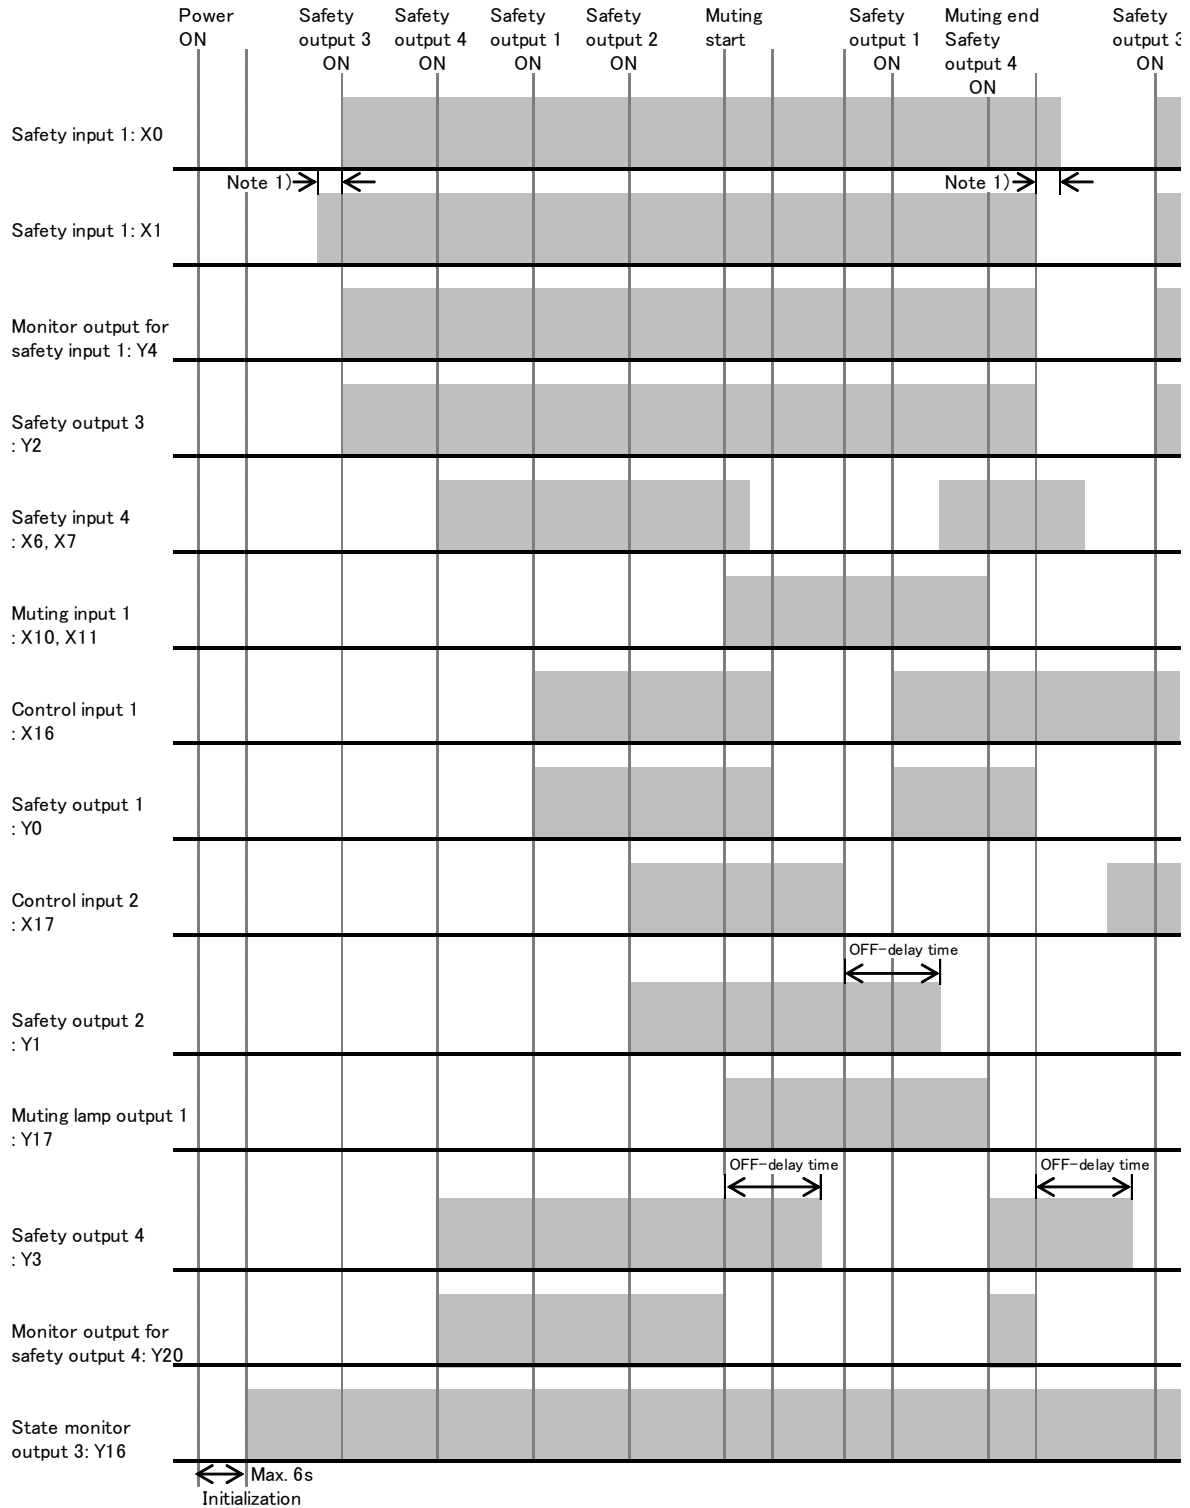 Power
ON
Safety
output 3
ON
Safety
output 4
ON
Safety
output 1
ON
Safety
output 2
ON
Muting
start
Safety
output 1
ON
Muting end
Safety
output 4
ON
Safety
output 3
ON
Safety input 1: X0
Note 1)
Note 1)
Safety input 1: X1
Monitor output for
safety input 1: Y4
Safety output 3
: Y2
Safety input 4
: X6, X7
Muting input 1
: X10, X11
Control input 1
: X16
Safety output 1
: Y0
Control input 2
: X17
OFF-delay time
Safety output 2
: Y1
Muting lamp output 1
: Y17
OFF-delay time
OFF-delay time
Safety output 4
: Y3
Monitor output for
safety output 4: Y20
State monitor
output 3: Y16
Max. 6s
Initialization